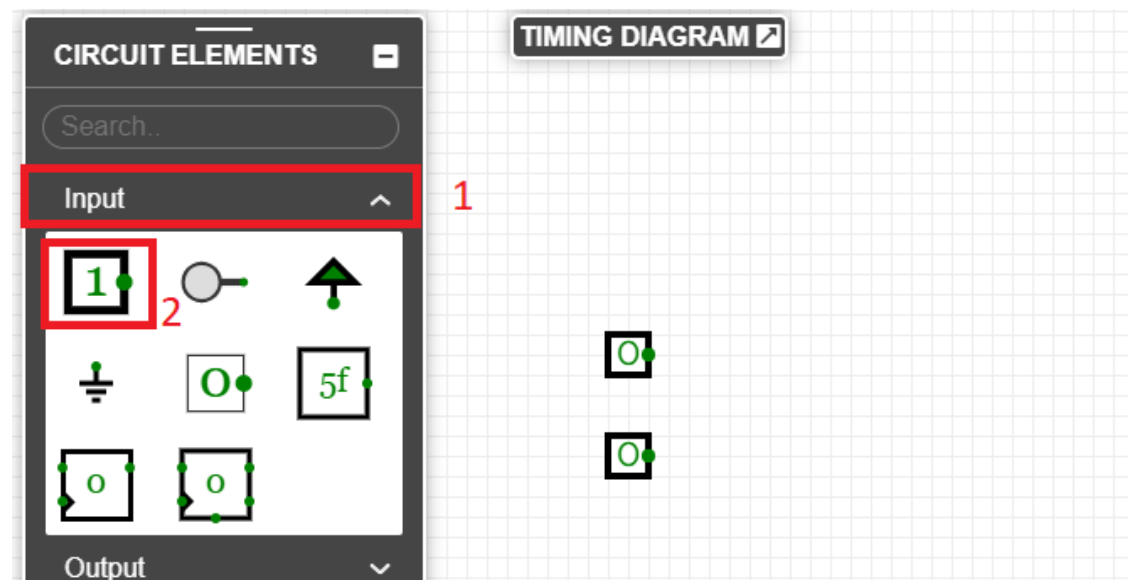 CIRCUIT ELEMENTS
TIMING DIAGRAM
Search..
Input
1
1
2
O
5f
O
o
o
O
Output